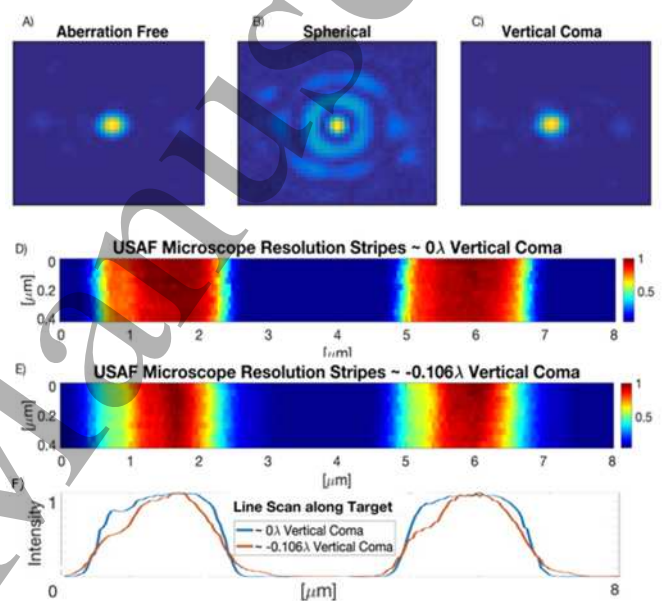 A) B) C)
Aberration Free Spherical Vertical Coma
D) USAF Microscope Resolution Stripes ~ 0λ Vertical Coma
0
0.2
0.4
[μm]
1
0.5
0 1 2 3 4 5 6 7 8
[μm]
E) USAF Microscope Resolution Stripes ~ -0.106λ Vertical Coma
0
0.2
0.4
[μm]
1
0.5
0 1 2 3 4 5 6 7 8
[μm]
F)
1
Intensity
Line Scan along Target
~ 0λ Vertical Coma
~ -0.106λ Vertical Coma
0 [μm] 8